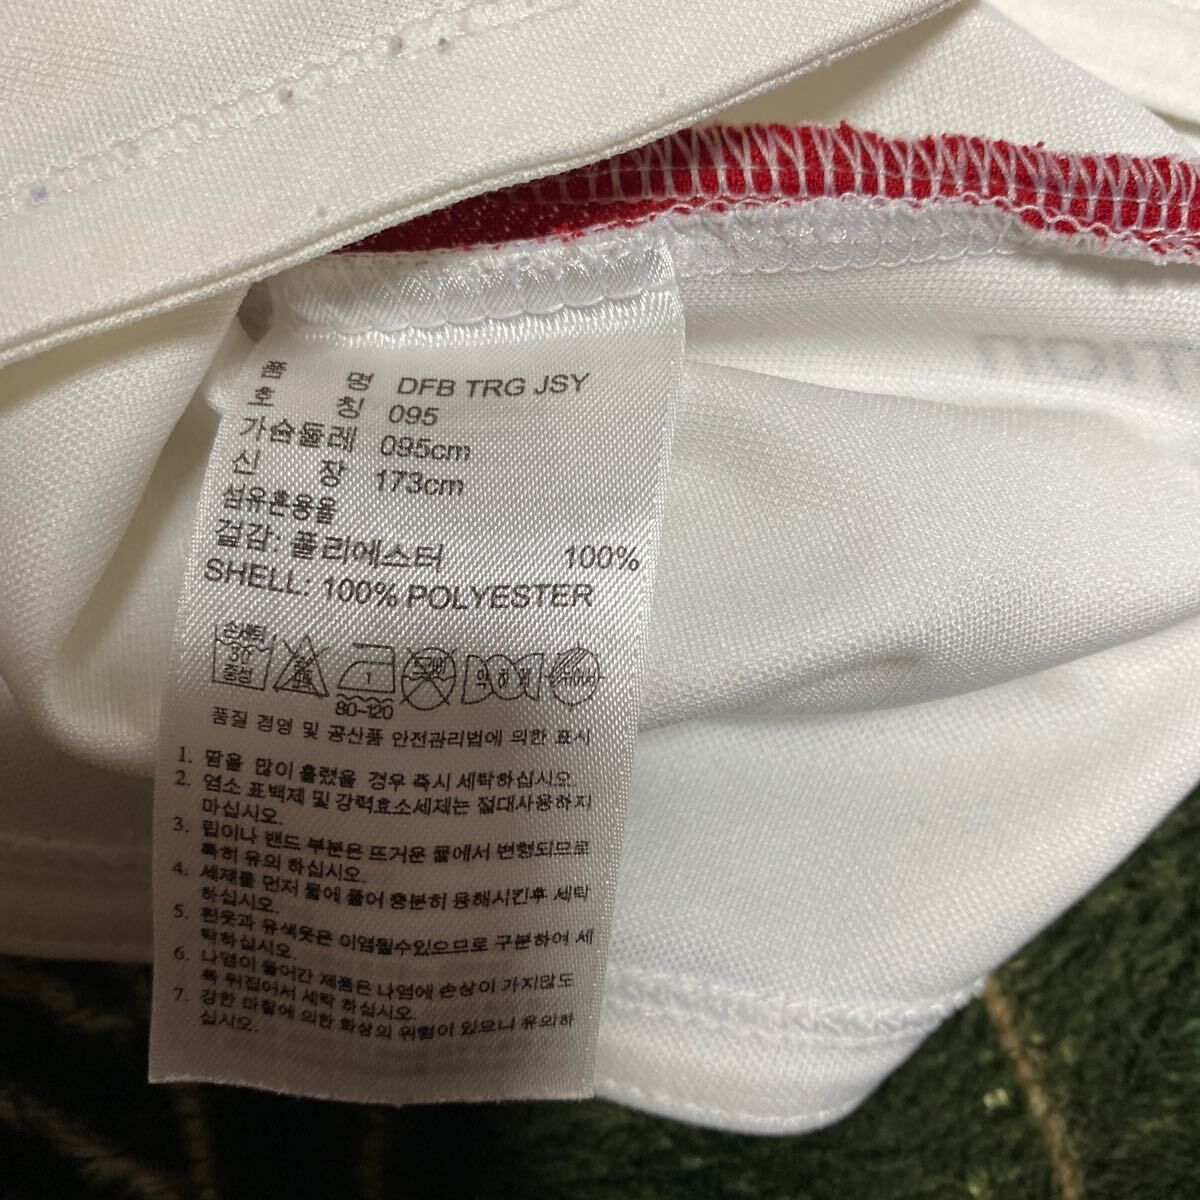 품 명 DFB TRG JSY
호 칭 095
가슴둘레 095cm
신 장 173cm
섬유혼용율
겉감: 폴리에스터 100%
SHELL: 100% POLYESTER
손세탁
30°C
중성
1
80~120
품질 경영 및 공산품 안전관리법에 의한 표시
1. 땀을 많이 흘렸을 경우 즉시 세탁하십시오.
2. 염소 표백제 및 강력효소세제는 절대사용하지
마십시오.
3. 립이나 밴드 부분은 뜨거운 물에서 변형되므로
특히 유의 하십시오.
4. 세제를 먼저 물에 풀어 충분히 용해시킨후 세탁
하십시오.
5. 흰옷과 유색옷은 이염될수있으므로 구분하여 세
탁하십시오.
6. 나염이 들어간 제품은 나염에 손상이 가지않도
록 뒤집어서 세탁 하십시오.
7. 강한 마찰에 의한 화상의 위험이 있으니 유의하
십시오.